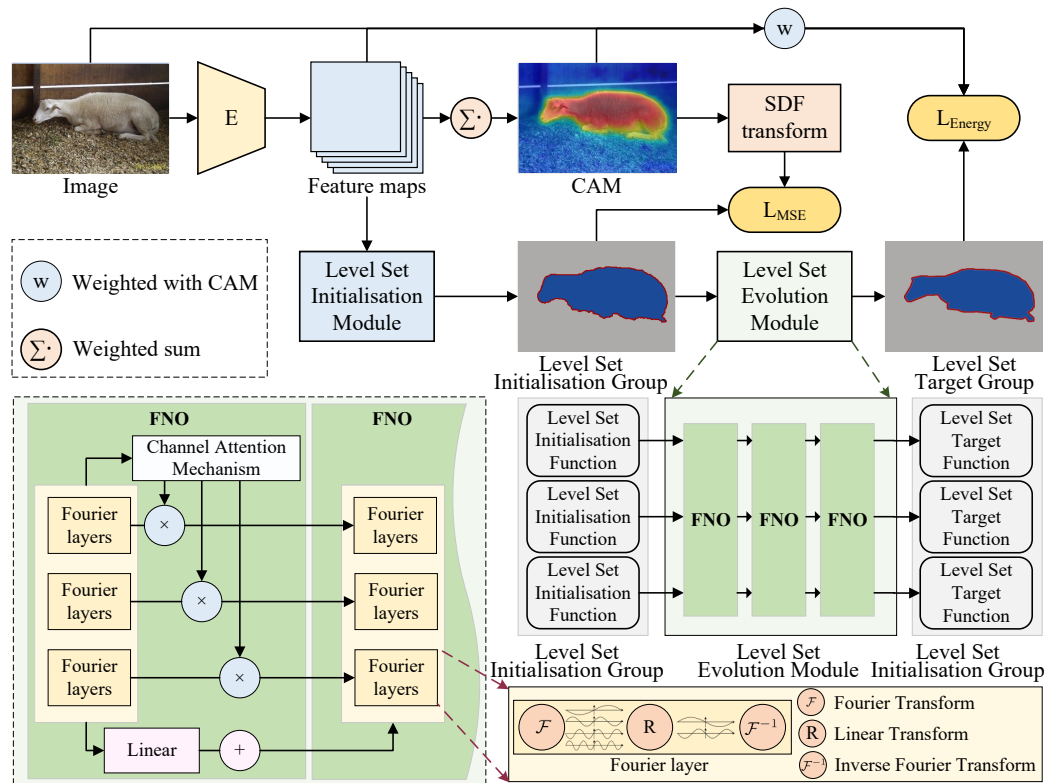 w
E
Σ·
SDF
transform
L_Energy
Image
Feature maps
CAM
L_MSE
w
Weighted with CAM
Σ·
Weighted sum
Level Set
Initialisation
Module
Level Set
Evolution
Module
Level Set
Initialisation Group
Level Set
Target Group
FNO
FNO
Channel Attention
Mechanism
Fourier
layers
×
Fourier
layers
Fourier
layers
×
Fourier
layers
Fourier
layers
×
Fourier
layers
Linear
+
Level Set
Initialisation
Function
Level Set
Initialisation
Function
Level Set
Initialisation
Function
FNO
FNO
FNO
Level Set
Target
Function
Level Set
Target
Function
Level Set
Target
Function
Level Set
Initialisation Group
Level Set
Evolution Module
Level Set
Initialisation Group
ℱ
R
ℱ⁻¹
Fourier layer
ℱ Fourier Transform
R Linear Transform
ℱ⁻¹ Inverse Fourier Transform